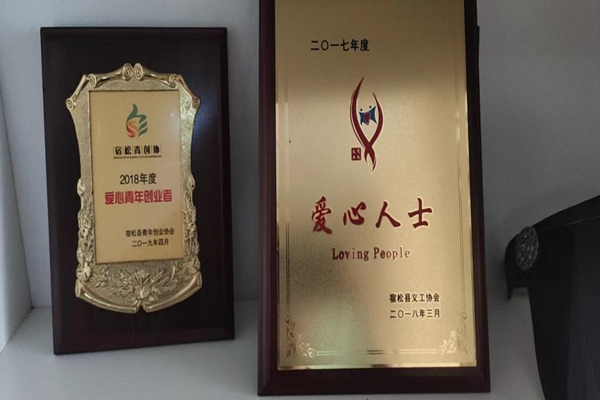 宿松青创协
2018年度
爱心青年创业者
宿松县青年创业协会
二〇一九年四月
二〇一七年度
爱心人士
Loving People
宿松县义工协会
二〇一八年三月